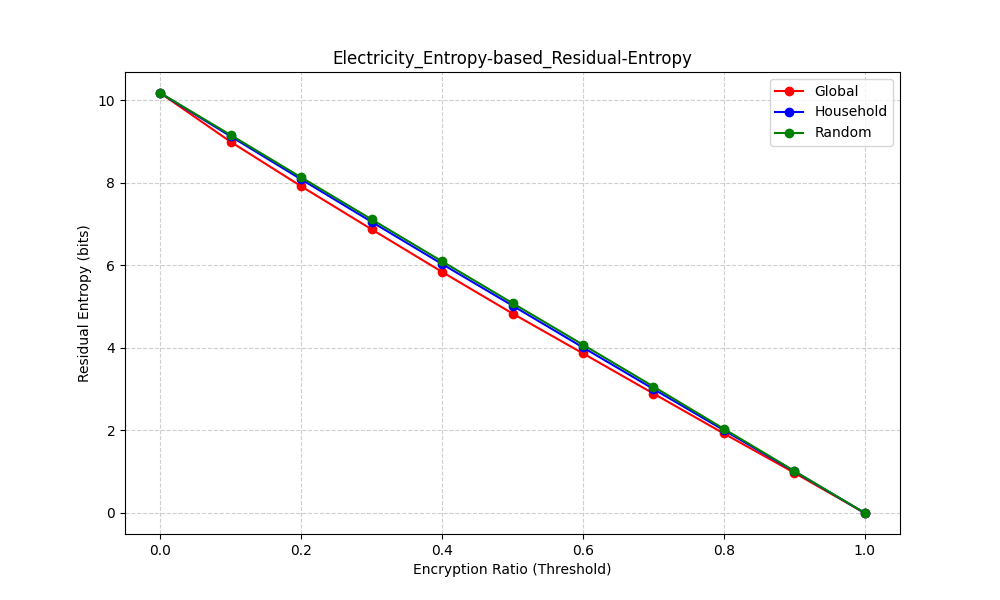 Electricity_Entropy-based_Residual-Entropy
Global
Household
Random
Residual Entropy (bits)
10
8
6
4
2
0
0.0 0.2 0.4 0.6 0.8 1.0
Encryption Ratio (Threshold)